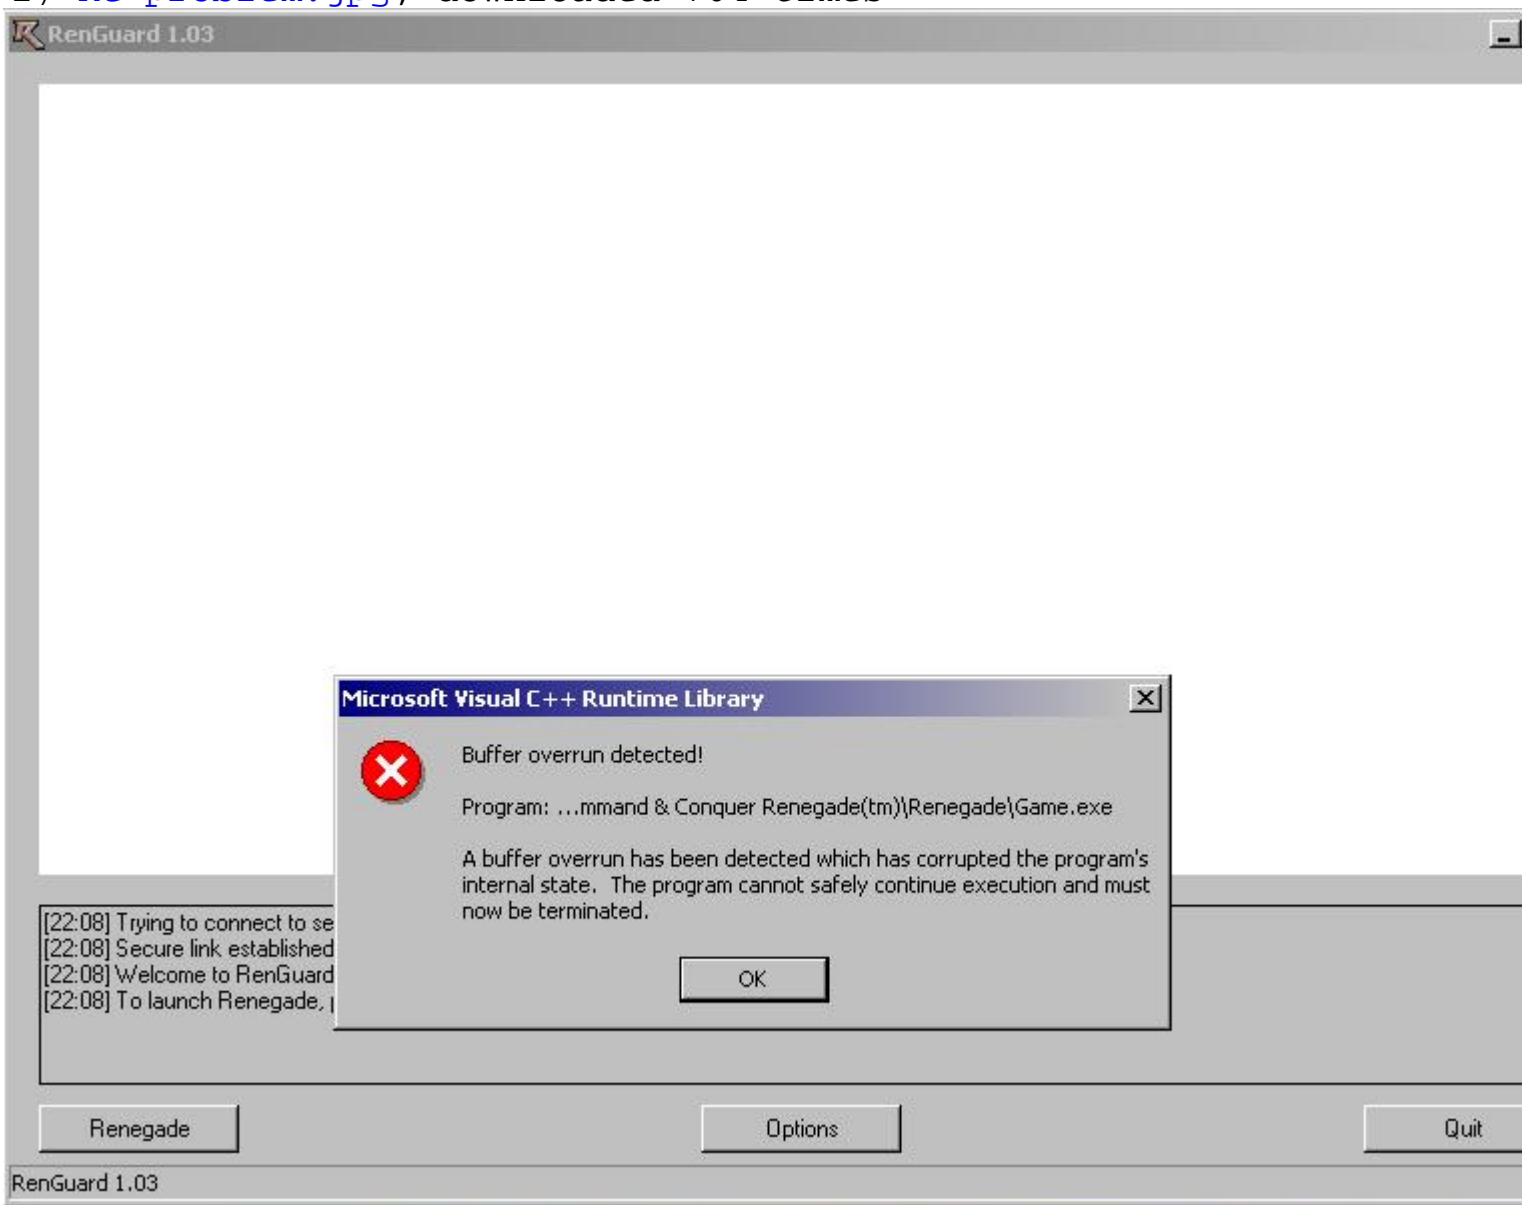 RenGuard 1.03
Microsoft Visual C++ Runtime Library
Buffer overrun detected!
Program: ...mmand & Conquer Renegade(tm)\Renegade\Game.exe
A buffer overrun has been detected which has corrupted the program's
internal state. The program cannot safely continue execution and must
now be terminated.
OK
[22:08] Trying to connect to se
[22:08] Secure link established
[22:08] Welcome to RenGuard
[22:08] To launch Renegade,
Renegade
Options
Quit
RenGuard 1.03